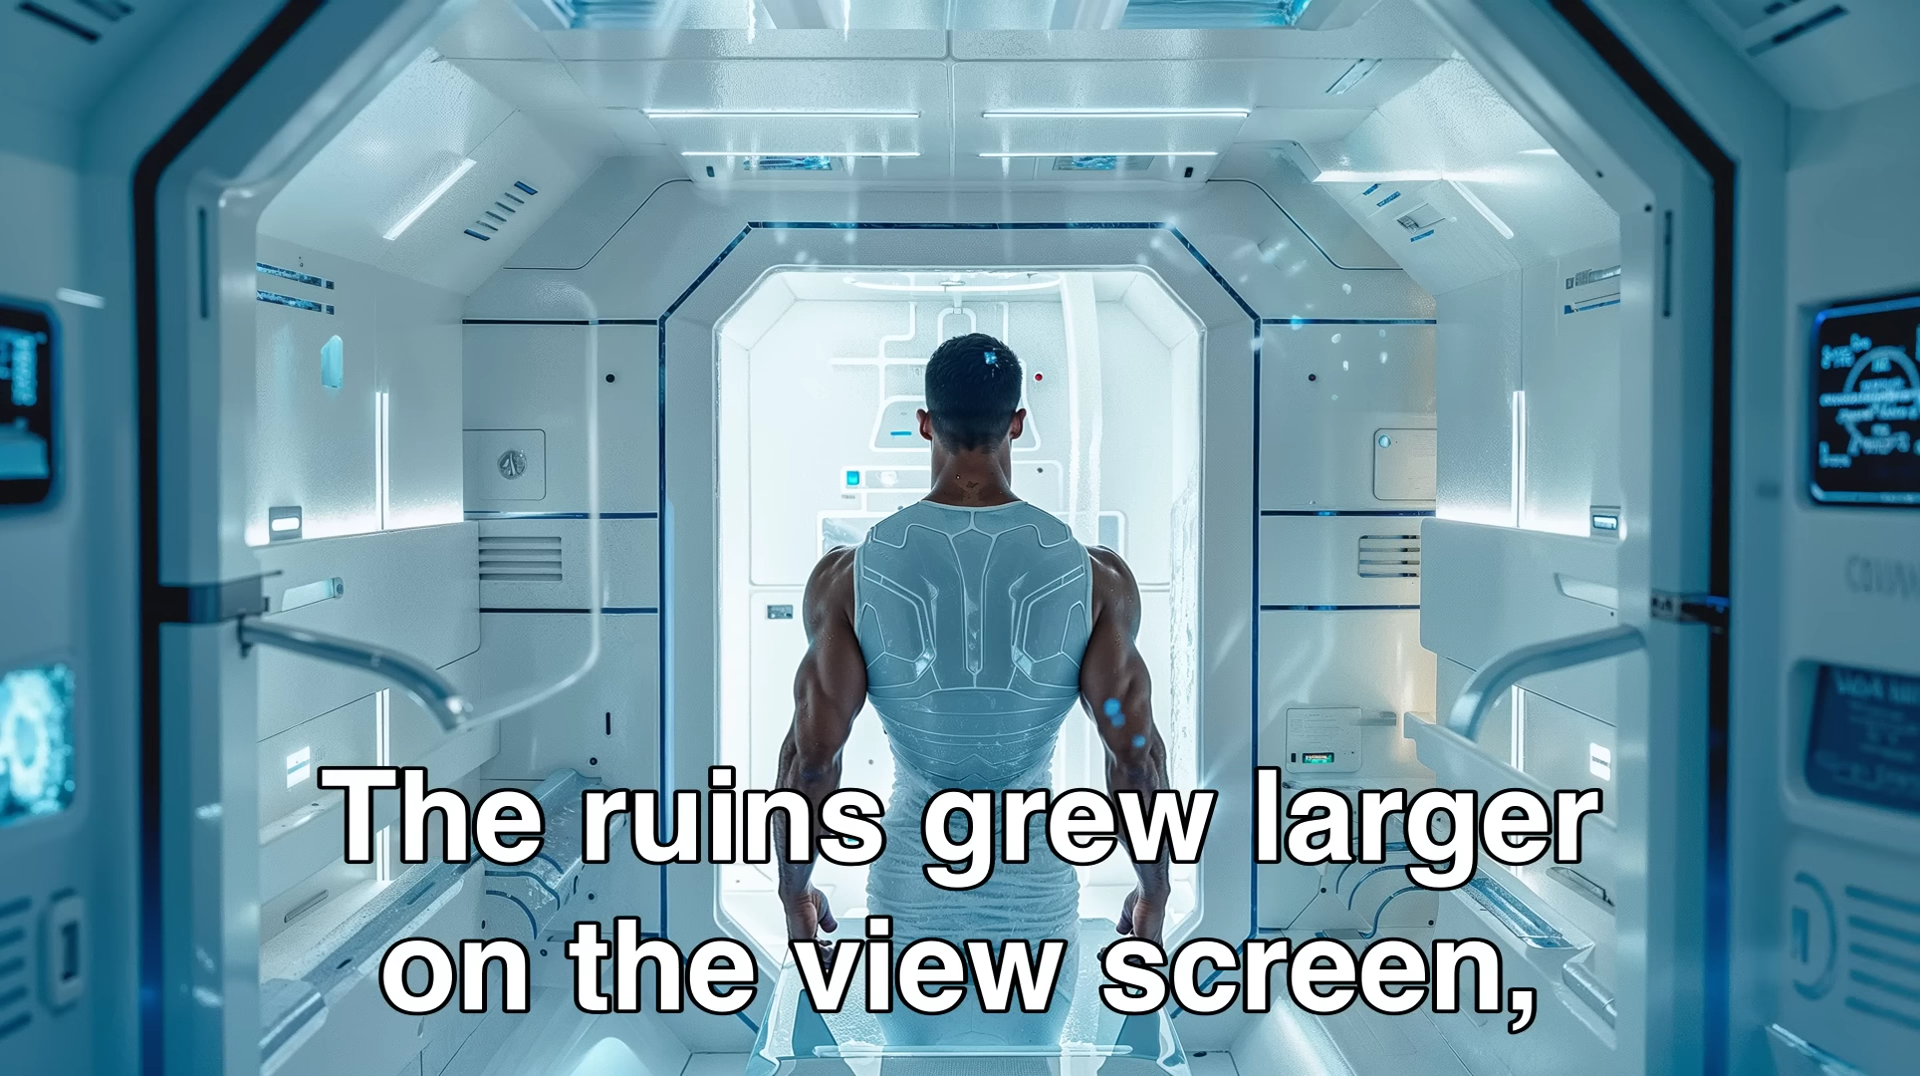 The ruins grew larger
on the view screen,